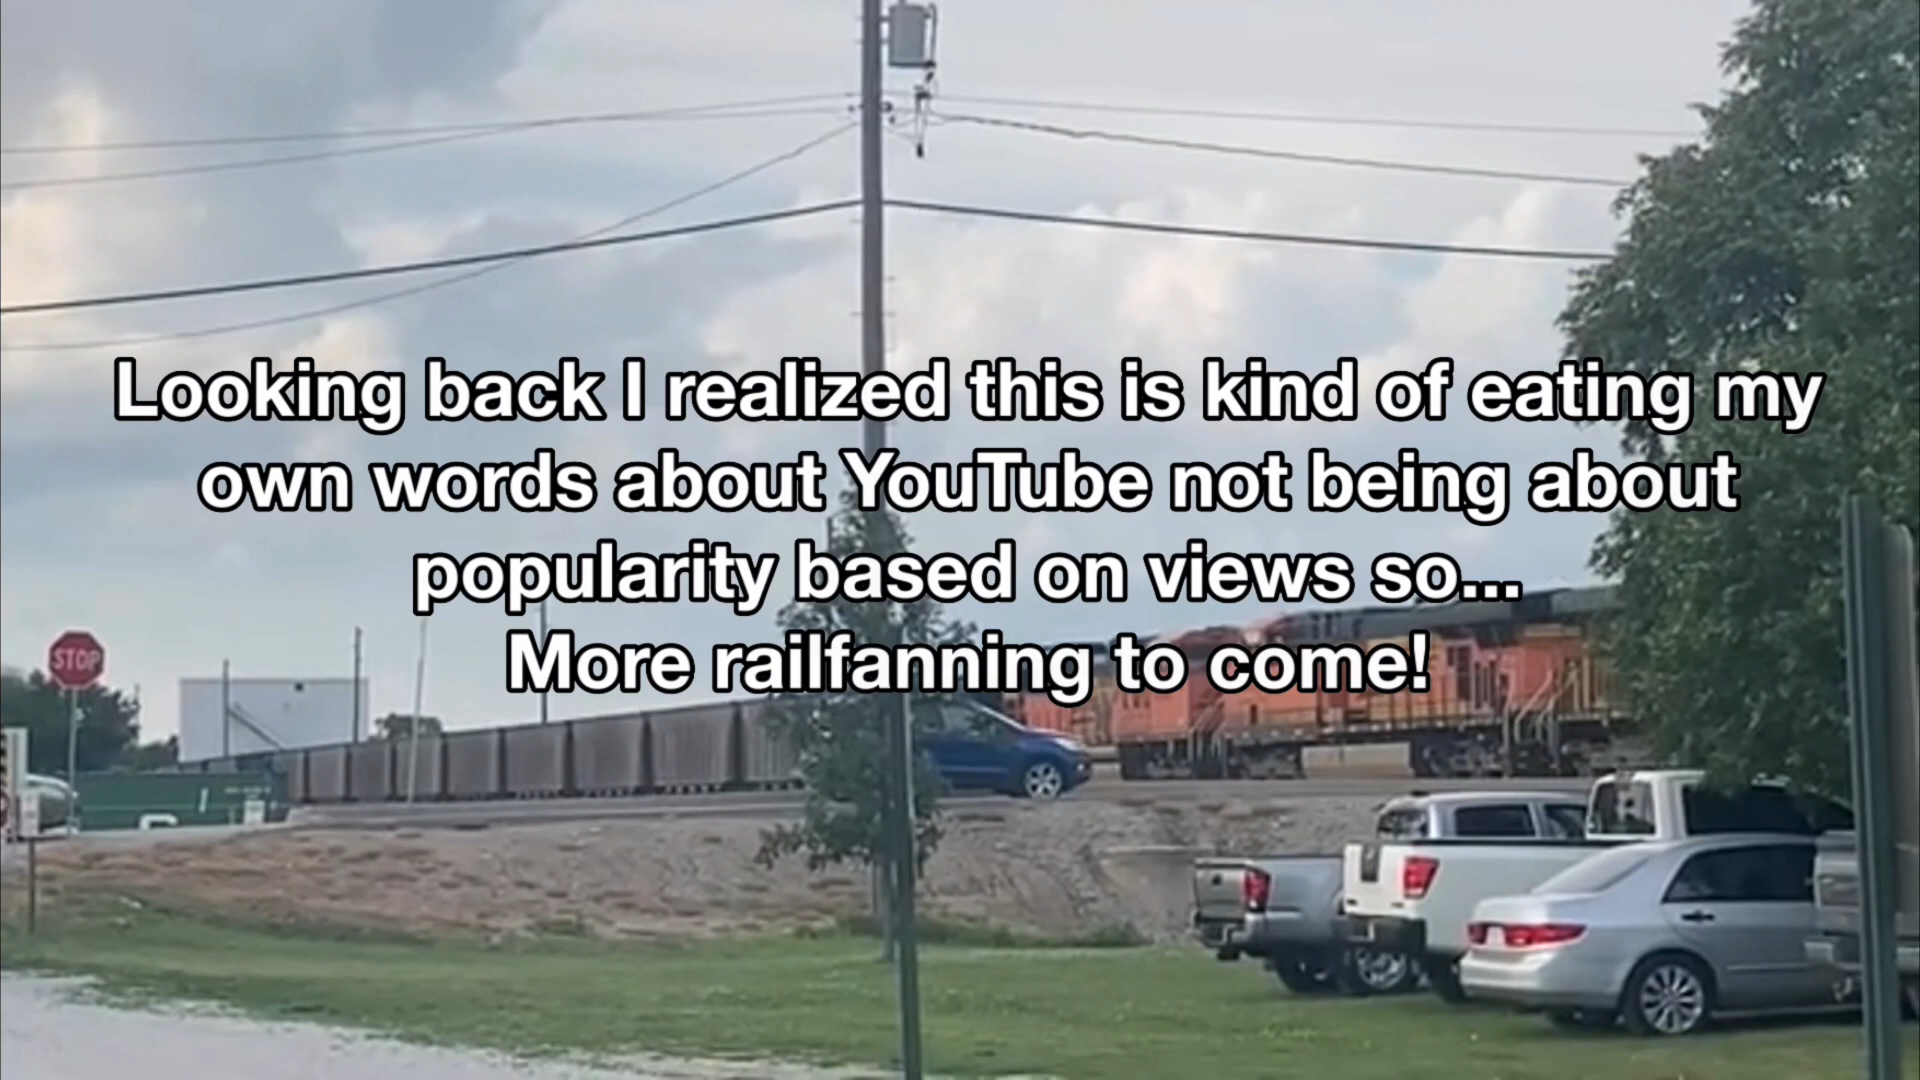 Looking back I realized this is kind of eating my
own words about YouTube not being about
popularity based on views so...
More railfanning to come!
STOP